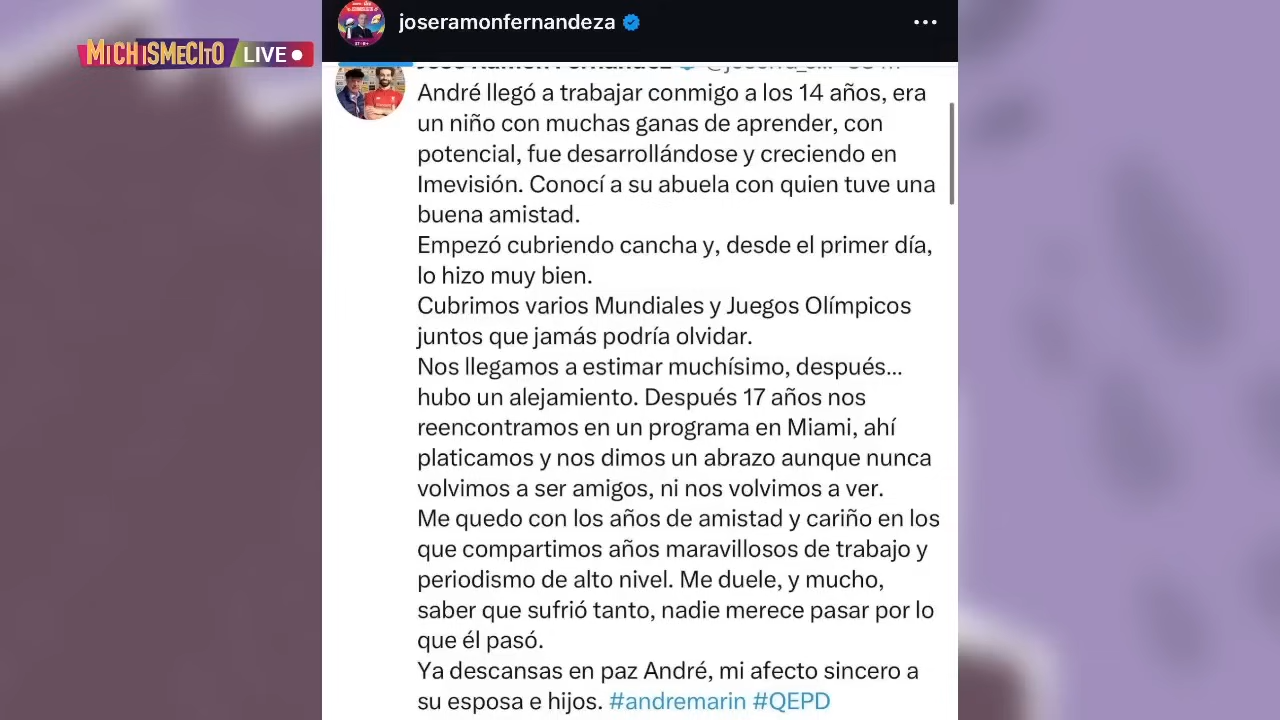 joseramonfernandeza
MICHISMECITO LIVE
André llegó a trabajar conmigo a los 14 años, era
un niño con muchas ganas de aprender, con
potencial, fue desarrollándose y creciendo en
Imevisión. Conocí a su abuela con quien tuve una
buena amistad.
Empezó cubriendo cancha y, desde el primer día,
lo hizo muy bien.
Cubrimos varios Mundiales y Juegos Olímpicos
juntos que jamás podría olvidar.
Nos llegamos a estimar muchísimo, después...
hubo un alejamiento. Después 17 años nos
reencontramos en un programa en Miami, ahí
platicamos y nos dimos un abrazo aunque nunca
volvimos a ser amigos, ni nos volvimos a ver.
Me quedo con los años de amistad y cariño en los
que compartimos años maravillosos de trabajo y
periodismo de alto nivel. Me duele, y mucho,
saber que sufrió tanto, nadie merece pasar por lo
que él pasó.
Ya descansas en paz André, mi afecto sincero a
su esposa e hijos. #andremarin #QEPD